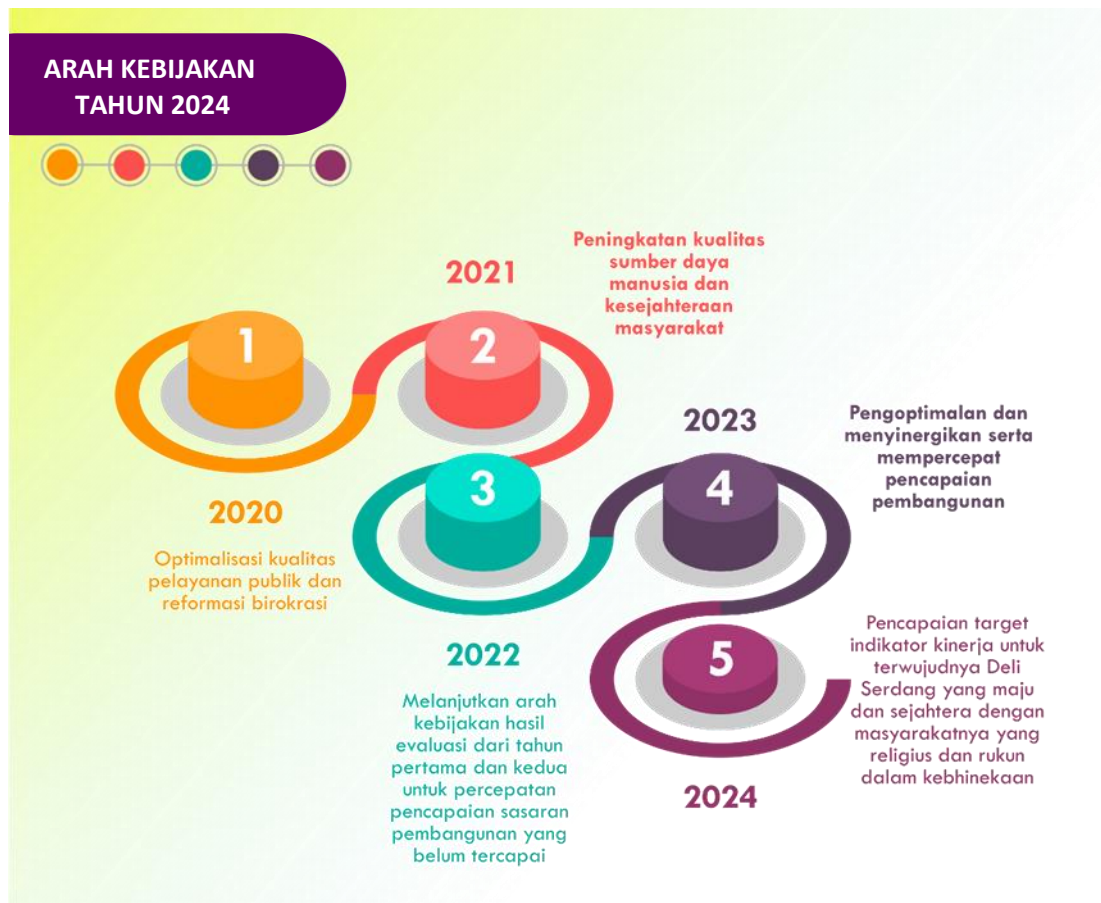 ARAH KEBIJAKAN
TAHUN 2024
1
2020
Optimalisasi kualitas
pelayanan publik dan
reformasi birokrasi
2021
2
Peningkatan kualitas
sumber daya
manusia dan
kesejahteraan
masyarakat
3
2022
Melanjutkan arah
kebijakan hasil
evaluasi dari tahun
pertama dan kedua
untuk percepatan
pencapaian sasaran
pembangunan yang
belum tercapai
2023
4
Pengoptimalan dan
menyinergikan serta
mempercepat
pencapaian
pembangunan
5
2024
Pencapaian target
indikator kinerja untuk
terwujudnya Deli
Serdang yang maju
dan sejahtera dengan
masyarakatnya yang
religius dan rukun
dalam kebhinekaan